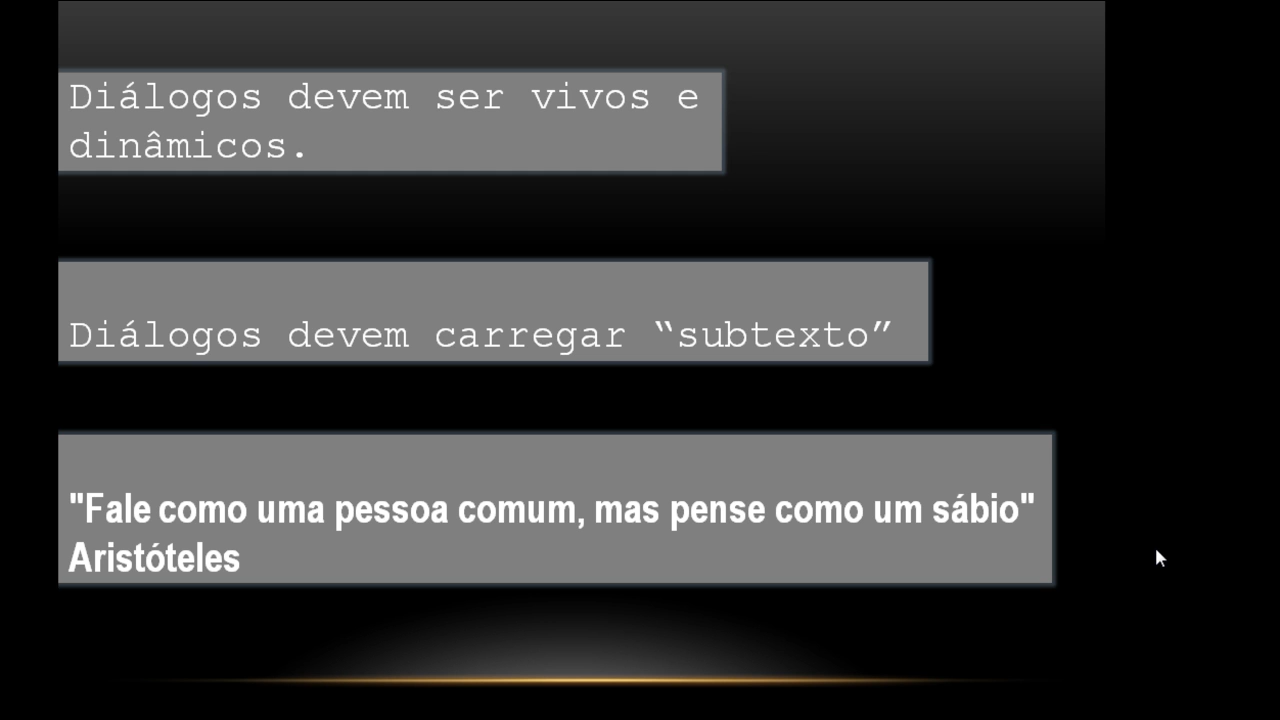 Diálogos devem ser vivos e
dinâmicos.
Diálogos devem carregar “subtexto”
"Fale como uma pessoa comum, mas pense como um sábio"
Aristóteles